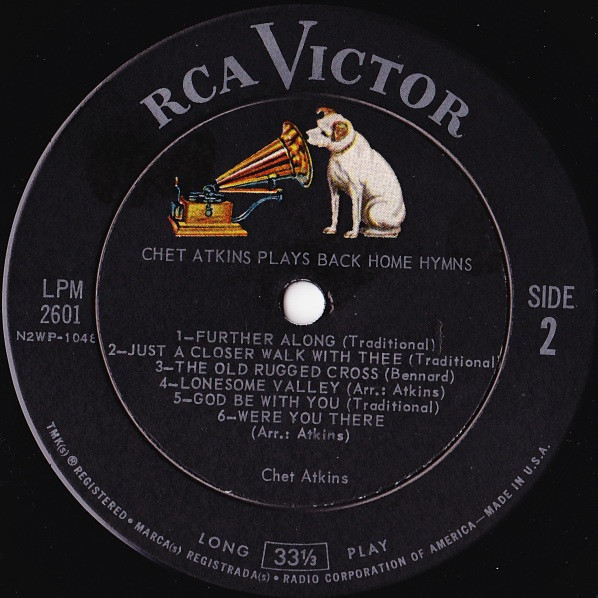 RCA VICTOR
CHET ATKINS PLAYS BACK HOME HYMNS
LPM
2601
N2WP-1048
SIDE
2
1—FURTHER ALONG (Traditional)
2—JUST A CLOSER WALK WITH THEE (Traditional
3—THE OLD RUGGED CROSS (Bennard)
4—LONESOME VALLEY (Arr.: Atkins)
5—GOD BE WITH YOU (Traditional)
6—WERE YOU THERE
(Arr.: Atkins)
Chet Atkins
LONG 33⅓ PLAY
TMK(s) ® REGISTERED • MARCA(s) REGISTRADA(s) • RADIO CORPORATION OF AMERICA—MADE IN U.S.A.